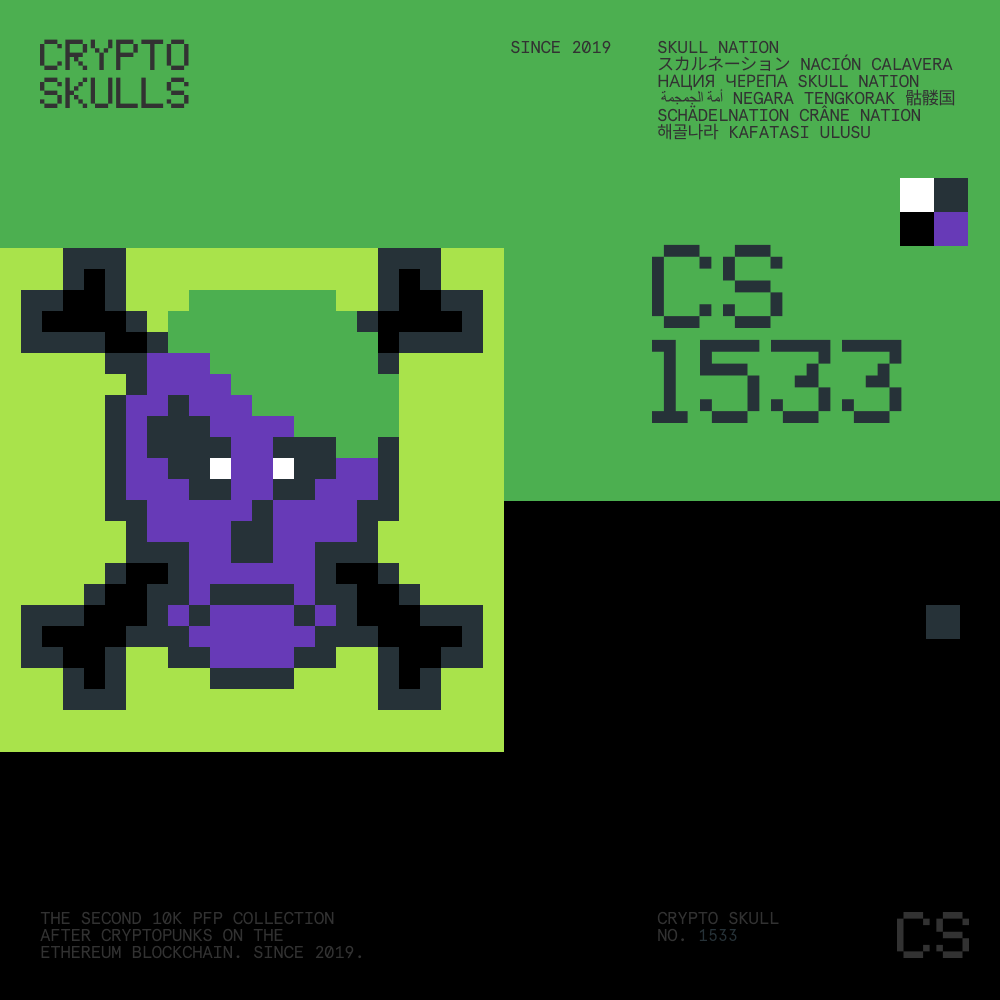 CRYPTO
SKULLS
SINCE 2019
SKULL NATION
スカルネーション NACIÓN CALAVERA
НАЦИЯ ЧЕРЕПА SKULL NATION
أمة الجمجمة NEGARA TENGKORAK 骷髅国
SCHÄDELNATION CRÂNE NATION
해골나라 KAFATASI ULUSU
CS
1533
THE SECOND 10K PFP COLLECTION
AFTER CRYPTOPUNKS ON THE
ETHEREUM BLOCKCHAIN. SINCE 2019.
CRYPTO SKULL
NO. 1533
CS